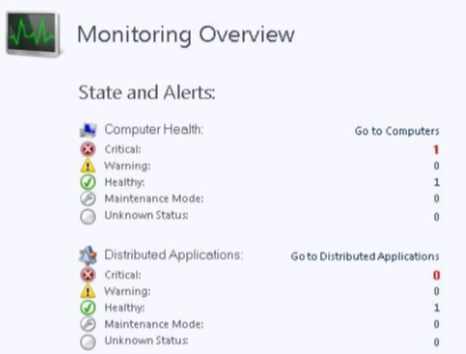 Monitoring Overview
State and Alerts:
Computer Health: Go to Computers
Critical: 1
Warning: 0
Healthy: 1
Maintenance Mode: 0
Unknown Status: 0
Distributed Applications: Go to Distributed Applications
Critical: 0
Warning: 0
Healthy: 1
Maintenance Mode: 0
Unknown Status: 0